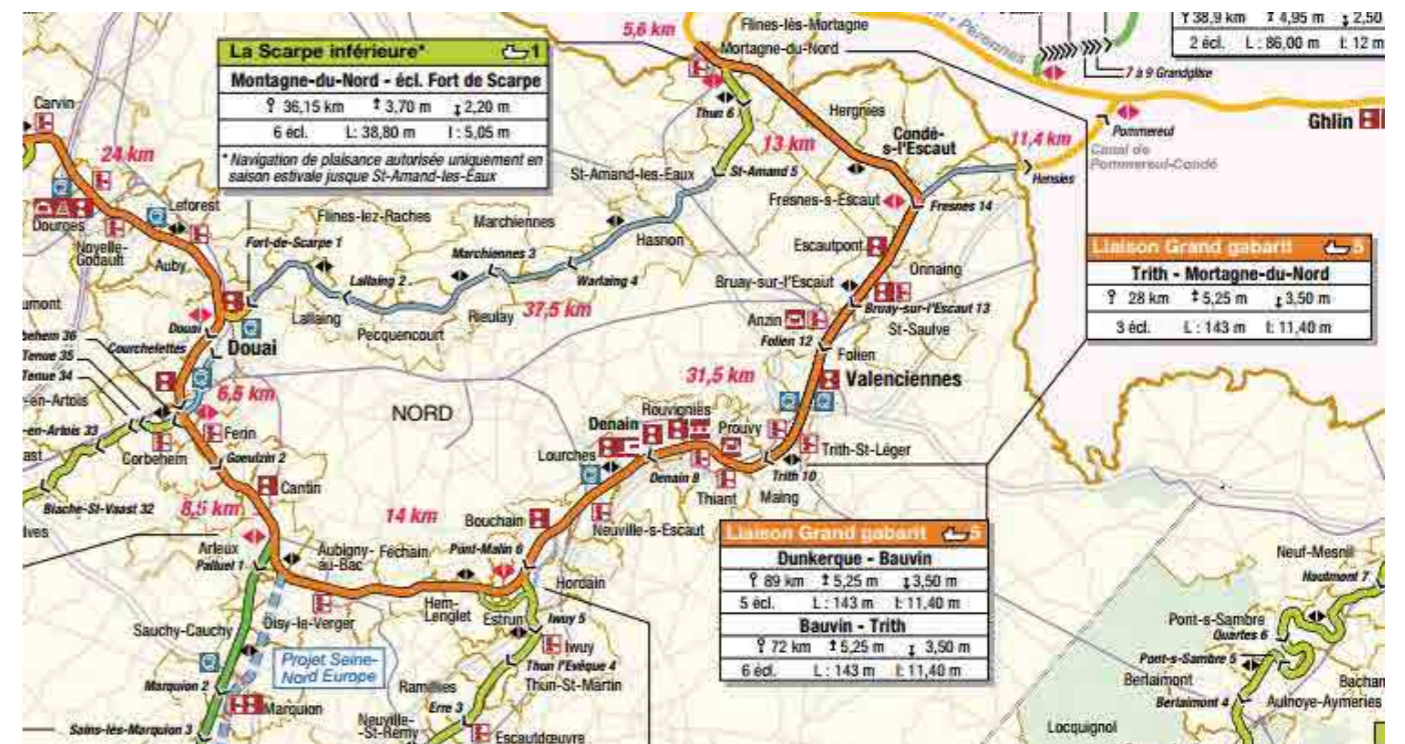 5,6 km
Flines-lès-Mortagne
Mortagne-du-Nord
38,9 km 4,95 m 2,50
2 écl. L : 86,00 m l: 12 m
7 à 9 Grandglise
La Scarpe inférieure* 1
Montagne-du-Nord - écl. Fort de Scarpe
36,15 km 3,70 m 2,20 m
6 écl. L: 38,80 m l : 5,05 m
* Navigation de plaisance autorisée uniquement en
saison estivale jusque St-Amand-les-Eaux
Carvin
24 km
Thun 6
Hergnies
Condé-
s-l'Escaut
13 km
11,4 km
Pommereul
Ghlin
Canal de
Pommereul-Condé
Hensies
St-Amand-les-Eaux
St-Amand 5
Fresnes-s-Escaut
Fresnes 14
Dourges
Leforest
Noyelle-
Godault
Auby
Flines-lez-Raches
Marchiennes
Hasnon
Fort-de-Scarpe 1
Marchiennes 3
Lallaing 2
Warlaing 4
Escautpont
Onnaing
Bruay-sur-l'Escaut
Bruay-sur-l'Escaut 13
St-Saulve
Liaison Grand gabarit 5
Trith - Mortagne-du-Nord
28 km 5,25 m 3,50 m
3 écl. L : 143 m l: 11,40 m
Lallaing
Pecquencourt
Rieulay
37,5 km
Anzin
Folien 12
Folien
Douai
Courchelettes
Douai
Tenue 35
Tenue 34
6,5 km
31,5 km
Valenciennes
NORD
Rouvignies
Denain
Prouvy
Lourches
Trith-St-Léger
Denain 9
Trith 10
Thiant
Maing
Ferin
Corbehem
Goeulzin 2
Cantin
Biache-St-Vaast 32
8,5 km
14 km
Bouchain
Neuville-s-Escaut
Arleux
Palluel 1
Aubigny-
au-Bac
Féchain
Pont-Malin 6
Hordain
Hem-
Lenglet
Estrun
Iwuy 5
Iwuy
Oisy-le-Verger
Sauchy-Cauchy
Projet Seine-
Nord Europe
Thun l'Evêque 4
Thun-St-Martin
Marquion 2
Marquion
Ramillies
Erre 3
Neuville-
-St-Remy
Escautdœuvre
Sains-lès-Marquion 3
Liaison Grand gabarit 5
Dunkerque - Bauvin
89 km 5,25 m 3,50 m
5 écl. L : 143 m l: 11,40 m
Bauvin - Trith
72 km 5,25 m 3,50 m
6 écl. L : 143 m l: 11,40 m
Neuf-Mesnil
Hautmont 7
Pont-s-Sambre
Quartes 6
Pont-s-Sambre 5
Berlaimont
Bachan
Berlaimont 4
Aulnoye-Aymeries
Locquignol